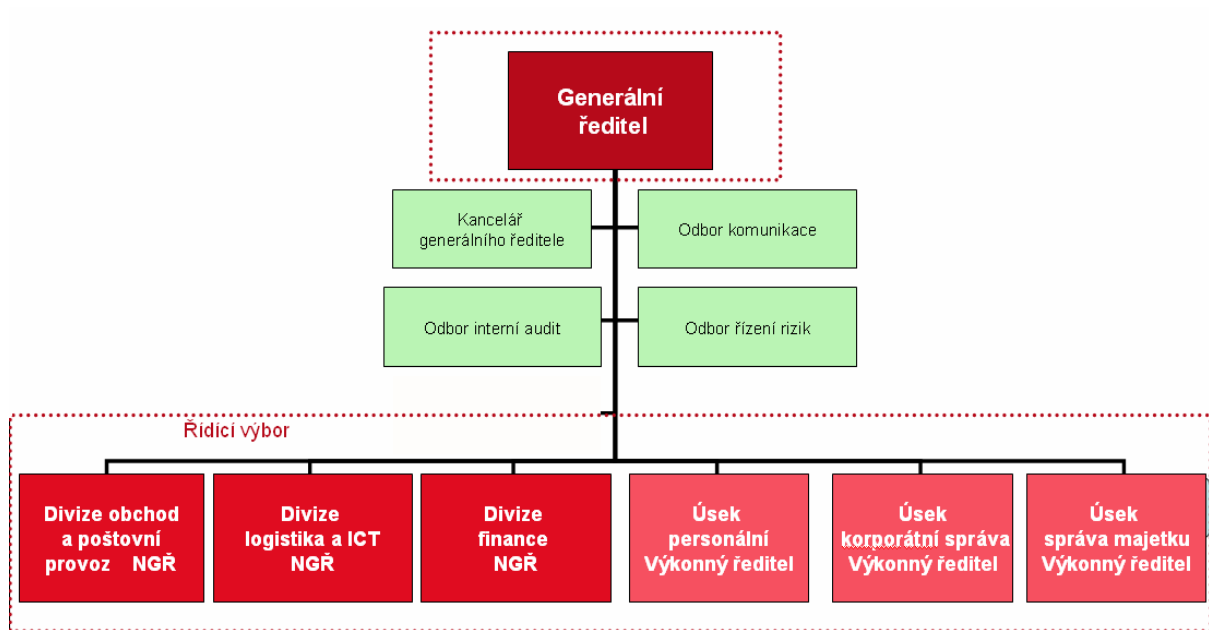 Generální
ředitel
Kancelář
generálního ředitele
Odbor komunikace
Odbor interní audit
Odbor řízení rizik
Řídící výbor
Divize obchod
a poštovní
provoz NGŘ
Divize
logistika a ICT
NGŘ
Divize
finance
NGŘ
Úsek
personální
Výkonný ředitel
Úsek
korporátní správa
Výkonný ředitel
Úsek
správa majetku
Výkonný ředitel